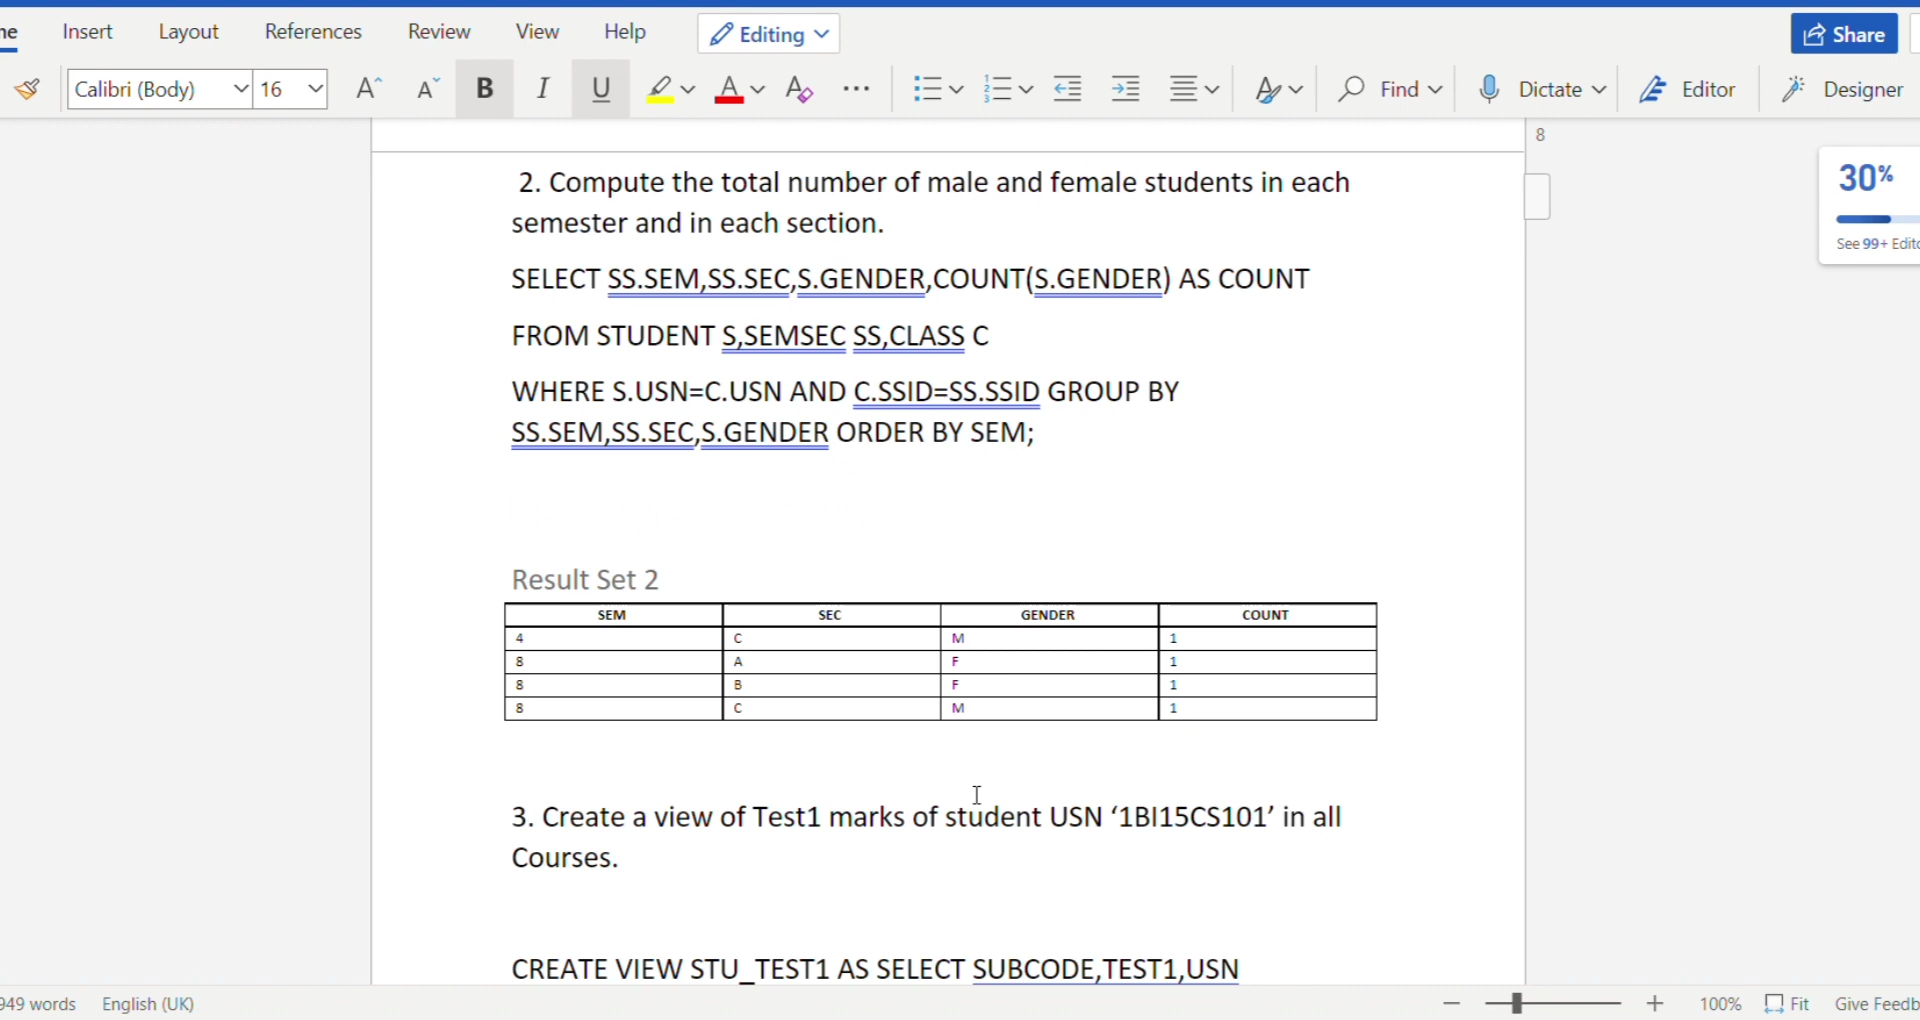 Insert Layout References Review View Help Editing Share
Calibri (Body) 16 A A B I U A A ... Find Dictate Editor Designer
8
30%
2. Compute the total number of male and female students in each
semester and in each section.
See 99+
SELECT SS.SEM,SS.SEC,S.GENDER,COUNT(S.GENDER) AS COUNT
FROM STUDENT S,SEMSEC SS,CLASS C
WHERE S.USN=C.USN AND C.SSID=SS.SSID GROUP BY
SS.SEM,SS.SEC,S.GENDER ORDER BY SEM;
Result Set 2
SEM SEC GENDER COUNT
4 C M 1
8 A F 1
8 B F 1
8 C M 1
3. Create a view of Test1 marks of student USN ‘1BI15CS101’ in all
Courses.
CREATE VIEW STU_TEST1 AS SELECT SUBCODE,TEST1,USN
949 words English (UK) 100% Fit Give